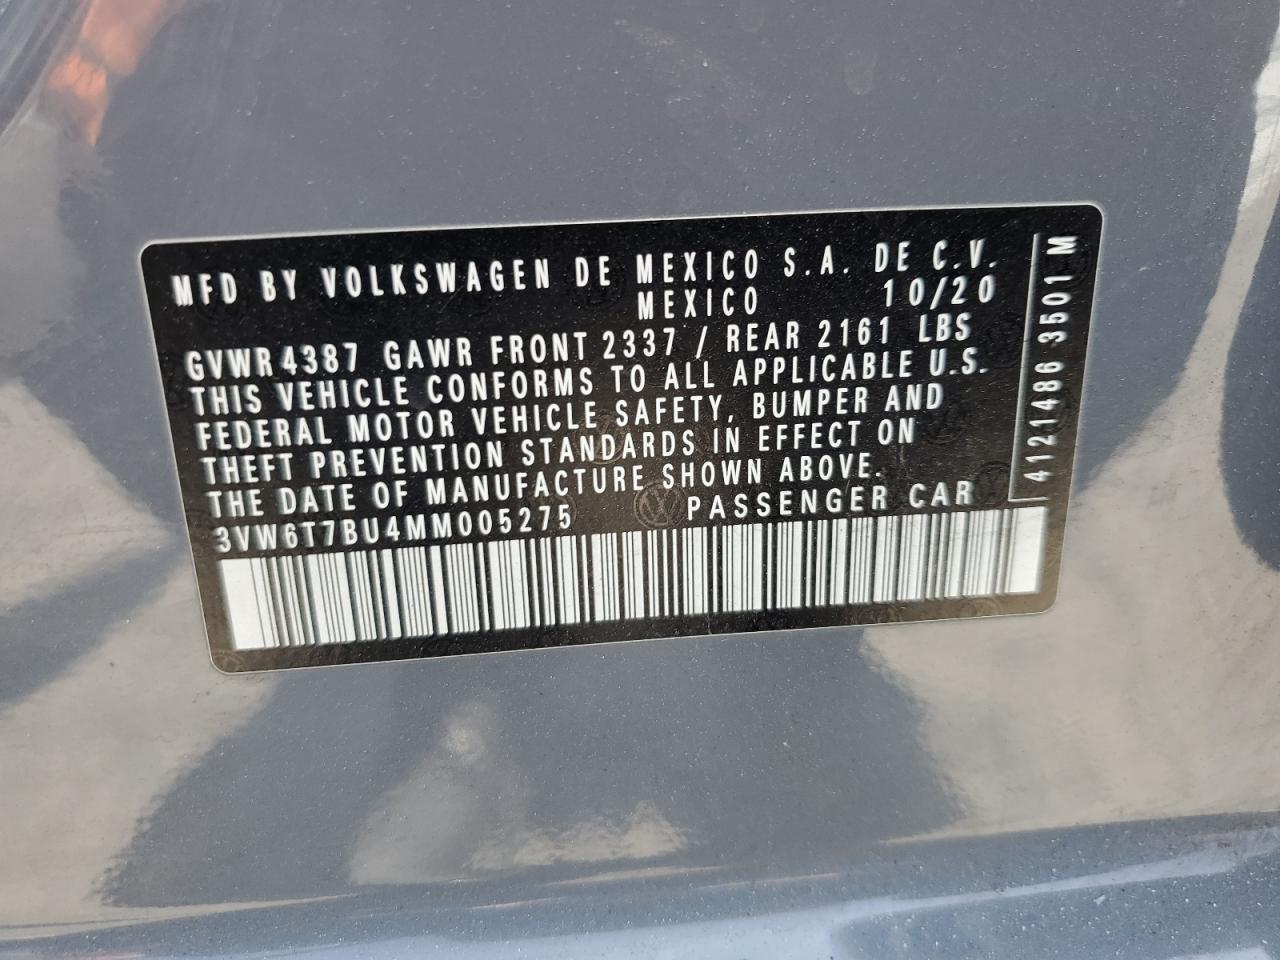 MFD BY VOLKSWAGEN DE MEXICO S.A. DE C.V.
MEXICO 10/20
GVWR 4387 GAWR FRONT 2337 / REAR 2161 LBS
THIS VEHICLE CONFORMS TO ALL APPLICABLE U.S.
FEDERAL MOTOR VEHICLE SAFETY, BUMPER AND
THEFT PREVENTION STANDARDS IN EFFECT ON
THE DATE OF MANUFACTURE SHOWN ABOVE.
3VW6T7BU4MM005275 PASSENGER CAR
4121486 3501 M